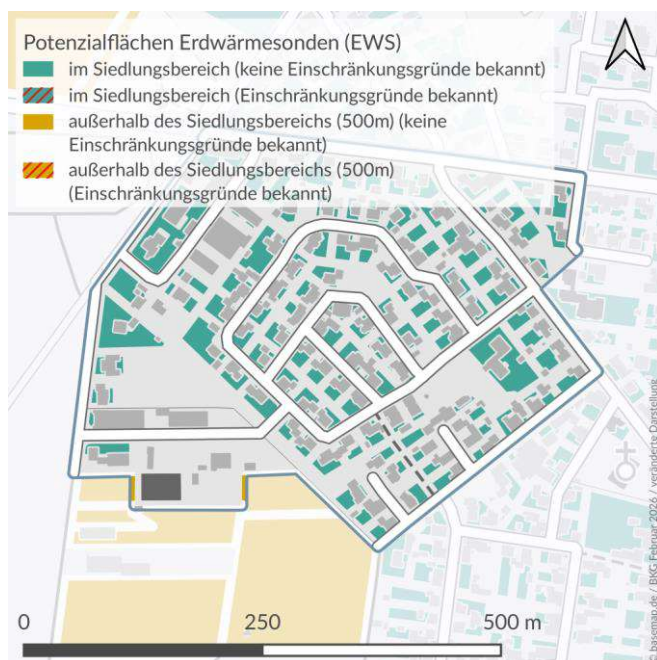 Potenzialflächen Erdwärmesonden (EWS)
im Siedlungsbereich (keine Einschränkungsgründe bekannt)
im Siedlungsbereich (Einschränkungsgründe bekannt)
außerhalb des Siedlungsbereichs (500m) (keine
Einschränkungsgründe bekannt)
außerhalb des Siedlungsbereichs (500m)
(Einschränkungsgründe bekannt)
© basemap.de / BKG Februar 2026 / veränderte Darstellung
0 250 500 m